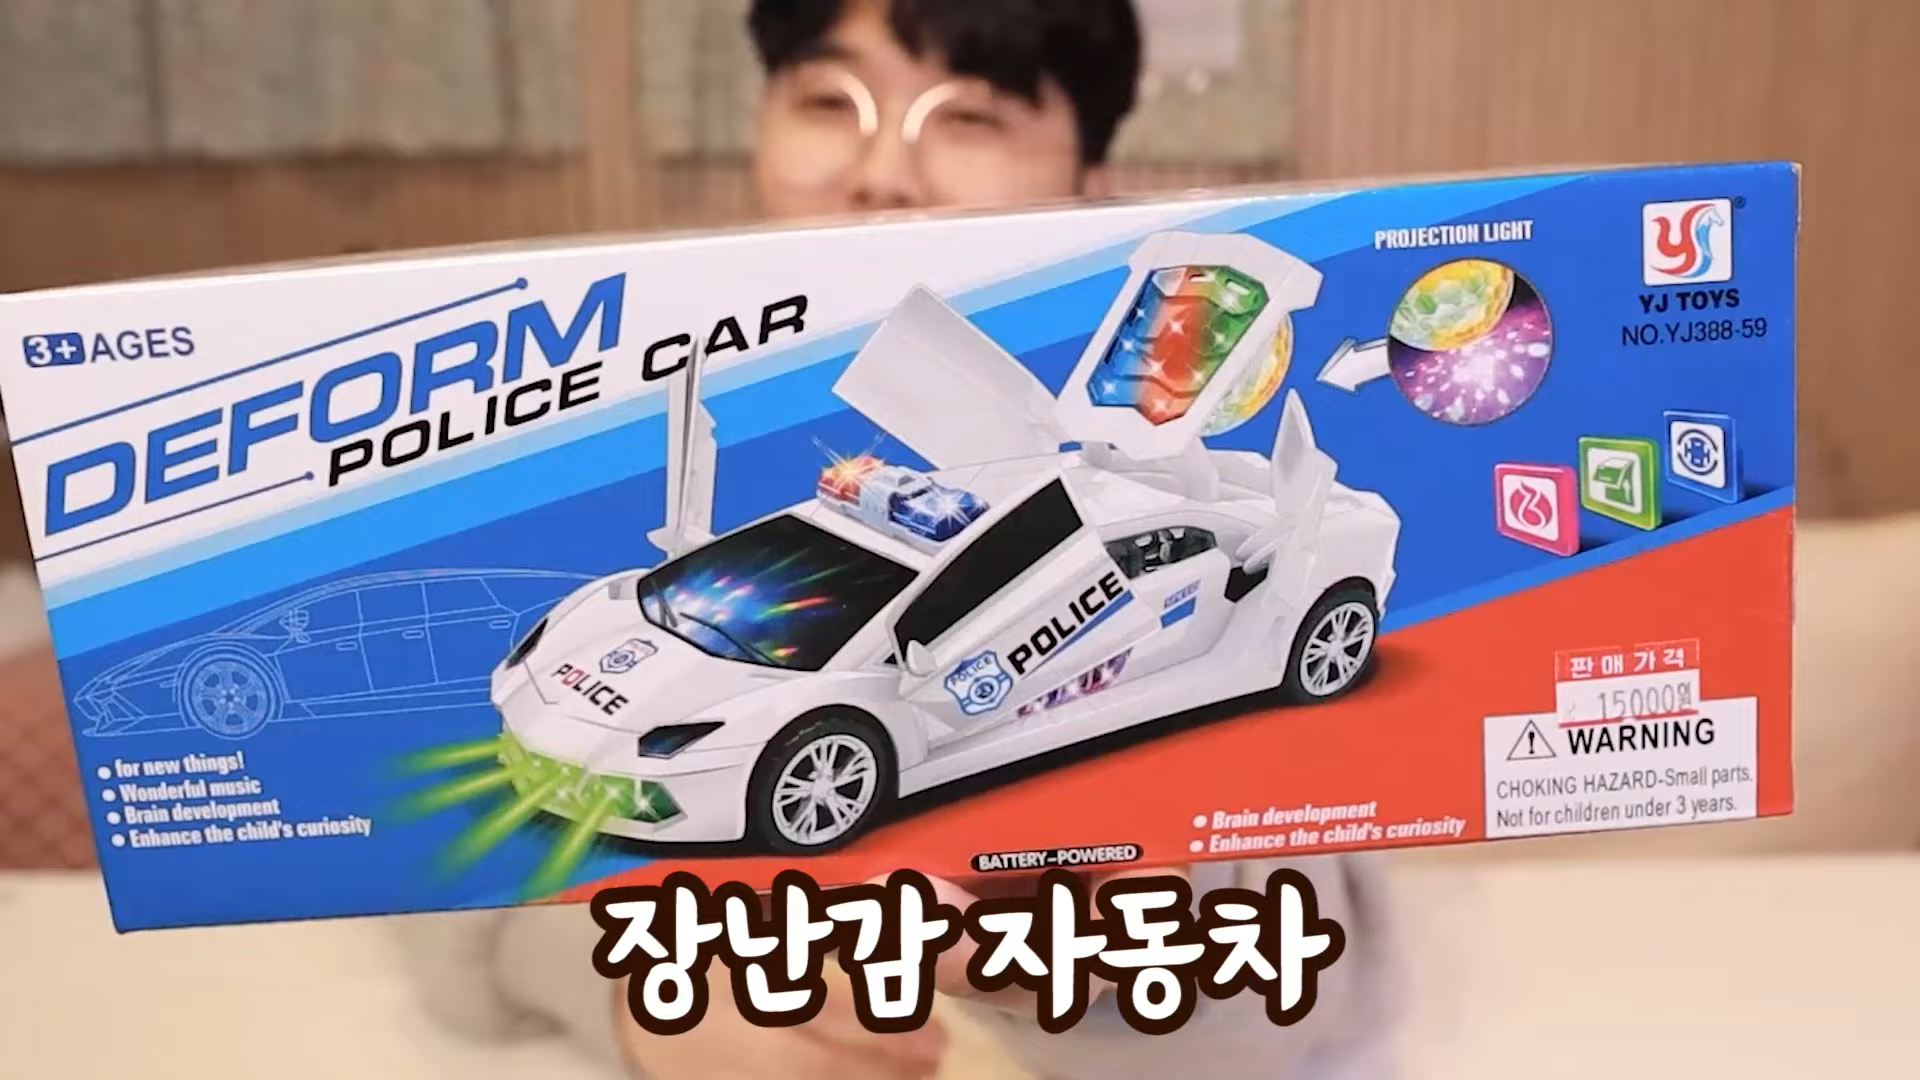 3+ AGES
DEFORM
POLICE CAR
PROJECTION LIGHT
YJ TOYS
NO.YJ388-59
POLICE
POLICE
POLICE
for new things!
Wonderful music
Brain development
Enhance the child's curiosity
Brain development
Enhance the child's curiosity
BATTERY-POWERED
판매가격
15000원
WARNING
CHOKING HAZARD-Small parts.
Not for children under 3 years.
장난감 자동차